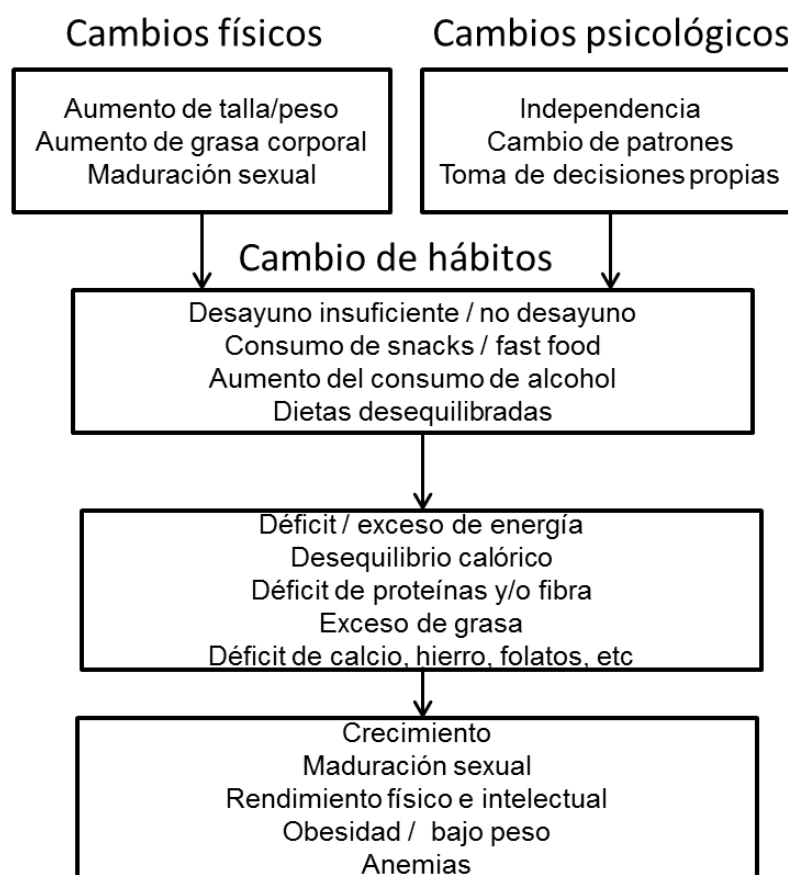 Cambios físicos
Cambios psicológicos
Aumento de talla/peso
Aumento de grasa corporal
Maduración sexual
Independencia
Cambio de patrones
Toma de decisiones propias
Cambio de hábitos
Desayuno insuficiente / no desayuno
Consumo de snacks / fast food
Aumento del consumo de alcohol
Dietas desequilibradas
Déficit / exceso de energía
Desequilibrio calórico
Déficit de proteínas y/o fibra
Exceso de grasa
Déficit de calcio, hierro, folatos, etc
Crecimiento
Maduración sexual
Rendimiento físico e intelectual
Obesidad / bajo peso
Anemias